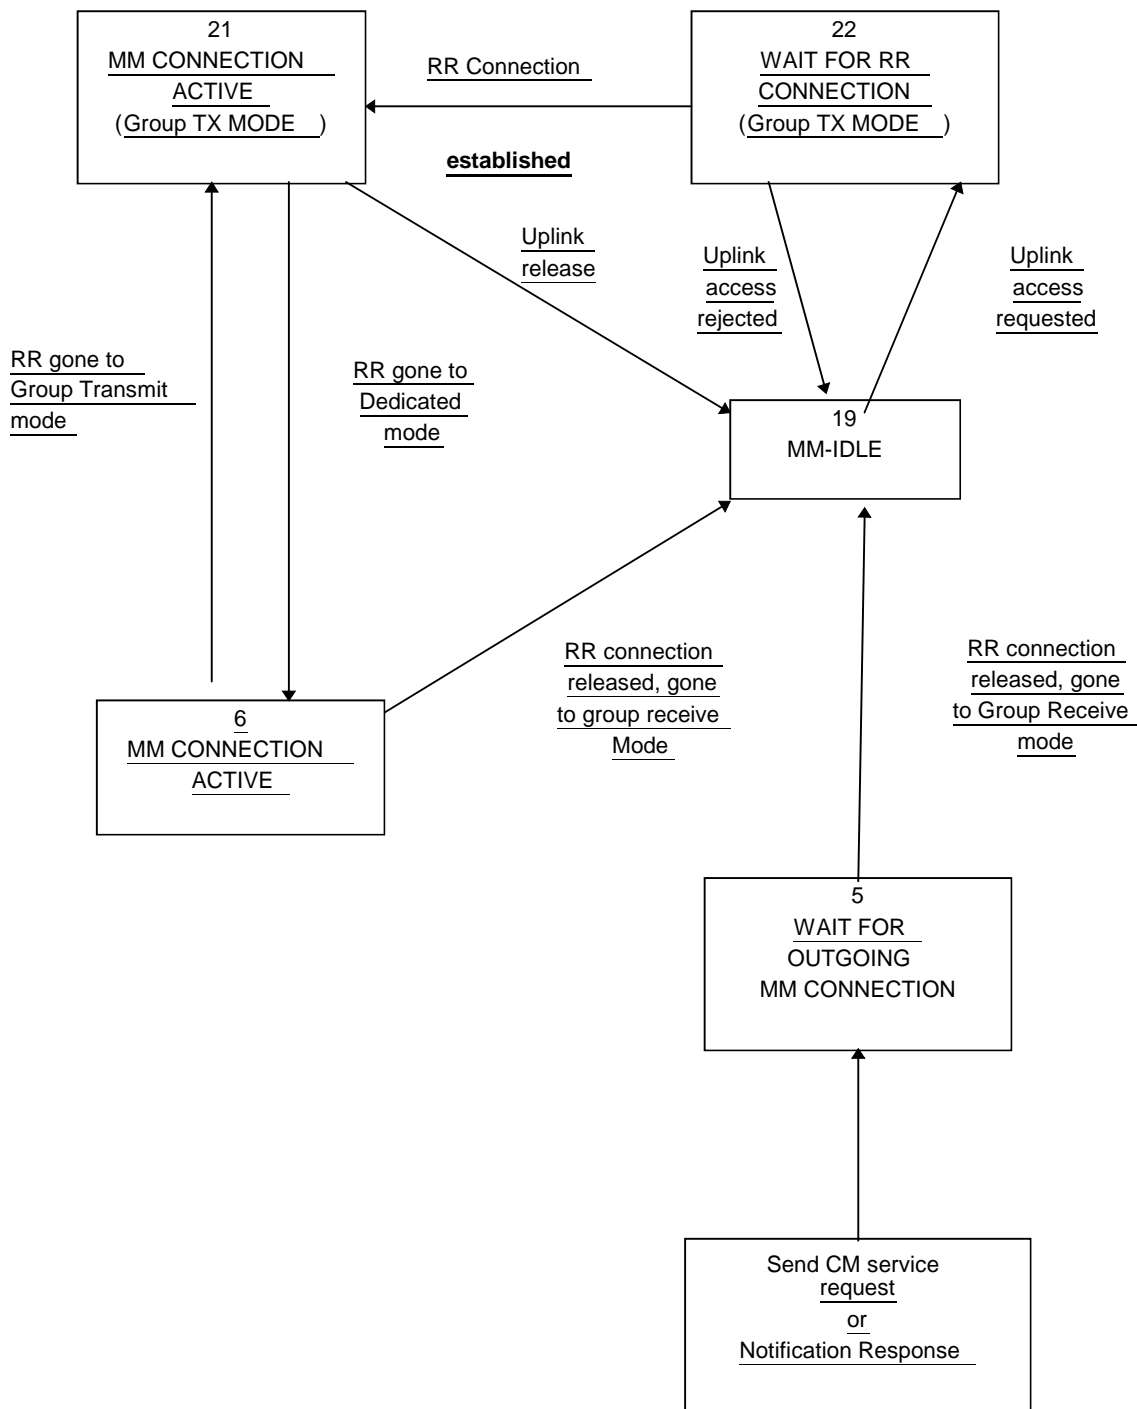 21
MM CONNECTION
ACTIVE
(Group TX MODE )
RR Connection
established
22
WAIT FOR RR
CONNECTION
(Group TX MODE )
Uplink
release
Uplink
access
rejected
Uplink
access
requested
RR gone to
Group Transmit
mode
RR gone to
Dedicated
mode
19
MM-IDLE
RR connection
released, gone
to group receive
Mode
RR connection
released, gone
to Group Receive
mode
6
MM CONNECTION
ACTIVE
5
WAIT FOR
OUTGOING
MM CONNECTION
Send CM service
request
or
Notification Response